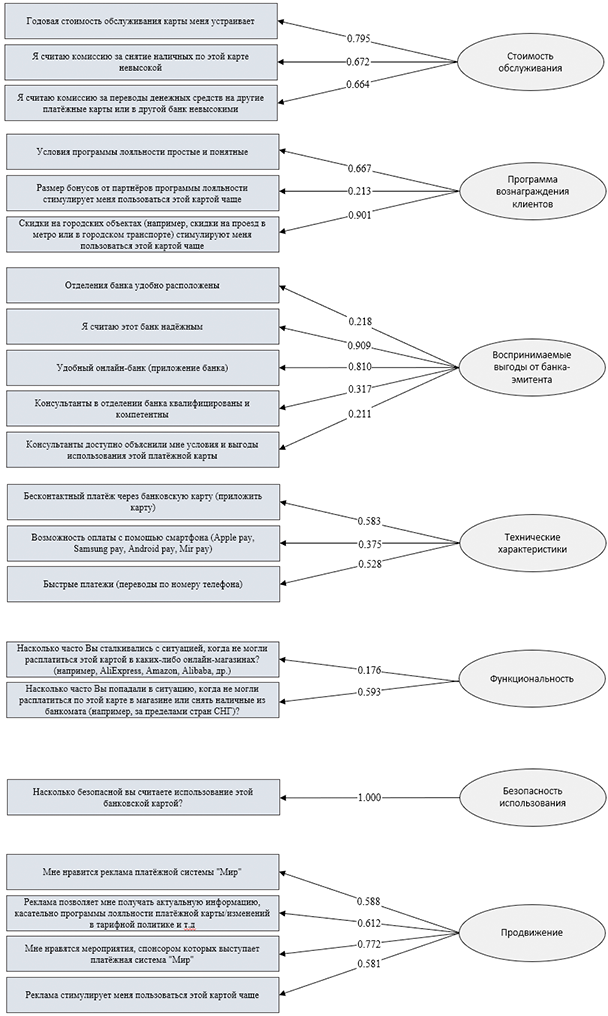 Годовая стоимость обслуживания карты меня устраивает
0.795
Я считаю комиссию за снятие наличных по этой карте
невысокой
0.672
Я считаю комиссию за переводы денежных средств на другие
платёжные карты или в другой банк невысокими
0.664
Стоимость
обслуживания
Условия программы лояльности простые и понятные
0.667
Размер бонусов от партнёров программы лояльности
стимулирует меня пользоваться этой картой чаще
0.213
Скидки на городских объектах (например, скидки на проезд в
метро или в городском транспорте) стимулируют меня
пользоваться этой картой чаще
0.901
Программа
вознаграждения
клиентов
Отделения банка удобно расположены
0.218
Я считаю этот банк надёжным
0.909
Удобный онлайн-банк (приложение банка)
0.810
Консультанты в отделении банка квалифицированы и
компетентны
0.317
Консультанты доступно объяснили мне условия и выгоды
использования этой платёжной карты
0.211
Воспринимаемые
выгоды от банка-
эмитента
Бесконтактный платёж через банковскую карту (приложить
карту)
0.583
Возможность оплаты с помощью смартфона (Apple pay,
Samsung pay, Android pay, Mir pay)
0.375
Быстрые платежи (переводы по номеру телефона)
0.528
Технические
характеристики
Насколько часто Вы сталкивались с ситуацией, когда не могли
расплатиться этой картой в каких-либо онлайн-магазинах?
(например, AliExpress, Amazon, Alibaba, др.)
0.176
Насколько часто Вы попадали в ситуацию, когда не могли
расплатиться по этой карте в магазине или снять наличные из
банкомата (например, за пределами стран СНГ)?
0.593
Функциональность
Насколько безопасной вы считаете использование этой
банковской картой?
1.000
Безопасность
использования
Мне нравится реклама платёжной системы "Мир"
0.588
Реклама позволяет мне получать актуальную информацию,
касательно программы лояльности платёжной карты/изменений
в тарифной политике и т.д
0.612
Мне нравятся мероприятия, спонсором которых выступает
платёжная система "Мир"
0.772
Реклама стимулирует меня пользоваться этой картой чаще
0.581
Продвижение